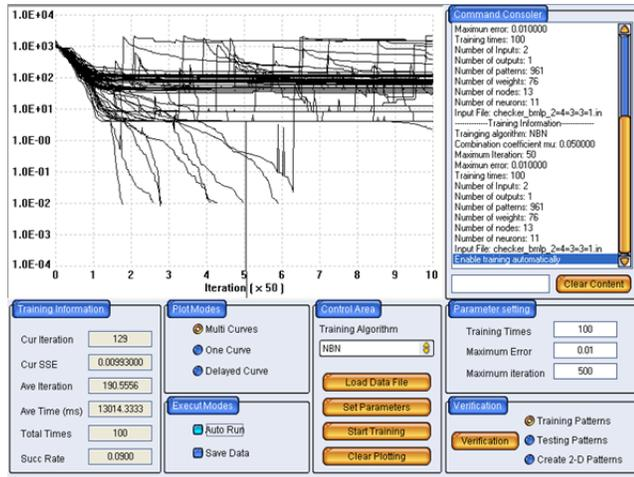 1.0E+04
1.0E+03
1.0E+02
1.0E+01
1.0E-00
1.0E-01
1.0E-02
1.0E-03
1.0E-04
0 1 2 3 4 5 6 7 8 9 10
Iteration ( × 50 )
Command Consoler
Maximun error: 0.010000
Training times: 100
Number of Inputs: 2
Number of outputs: 1
Number of patterns: 961
Number of weights: 76
Number of nodes: 13
Number of neurons: 11
Input File: checker_bmlp_2=4=3=3=1.in
------------Training Information------------
Trainging algorithm: NBN
Combination coefficient mu: 0.050000
Maximum Iteration: 50
Maximun error: 0.010000
Training times: 100
Number of Inputs: 2
Number of outputs: 1
Number of patterns: 961
Number of weights: 76
Number of nodes: 13
Number of neurons: 11
Input File: checker_bmlp_2=4=3=3=1.in
Enable training automatically
Clear Content
Training Information
Cur Iteration 129
Cur SSE 0.00993000
Ave Iteration 190.5556
Ave Time (ms) 13014.3333
Total Times 100
Succ Rate 0.0900
Plot Modes
Multi Curves
One Curve
Delayed Curve
Execut Modes
Auto Run
Save Data
Control Area
Training Algorithm
NBN
Load Data File
Set Parameters
Start Training
Clear Plotting
Parameter setting
Training Times 100
Maximum Error 0.01
Maximum iteration 500
Verification
Verification
Training Patterns
Testing Patterns
Create 2-D Patterns